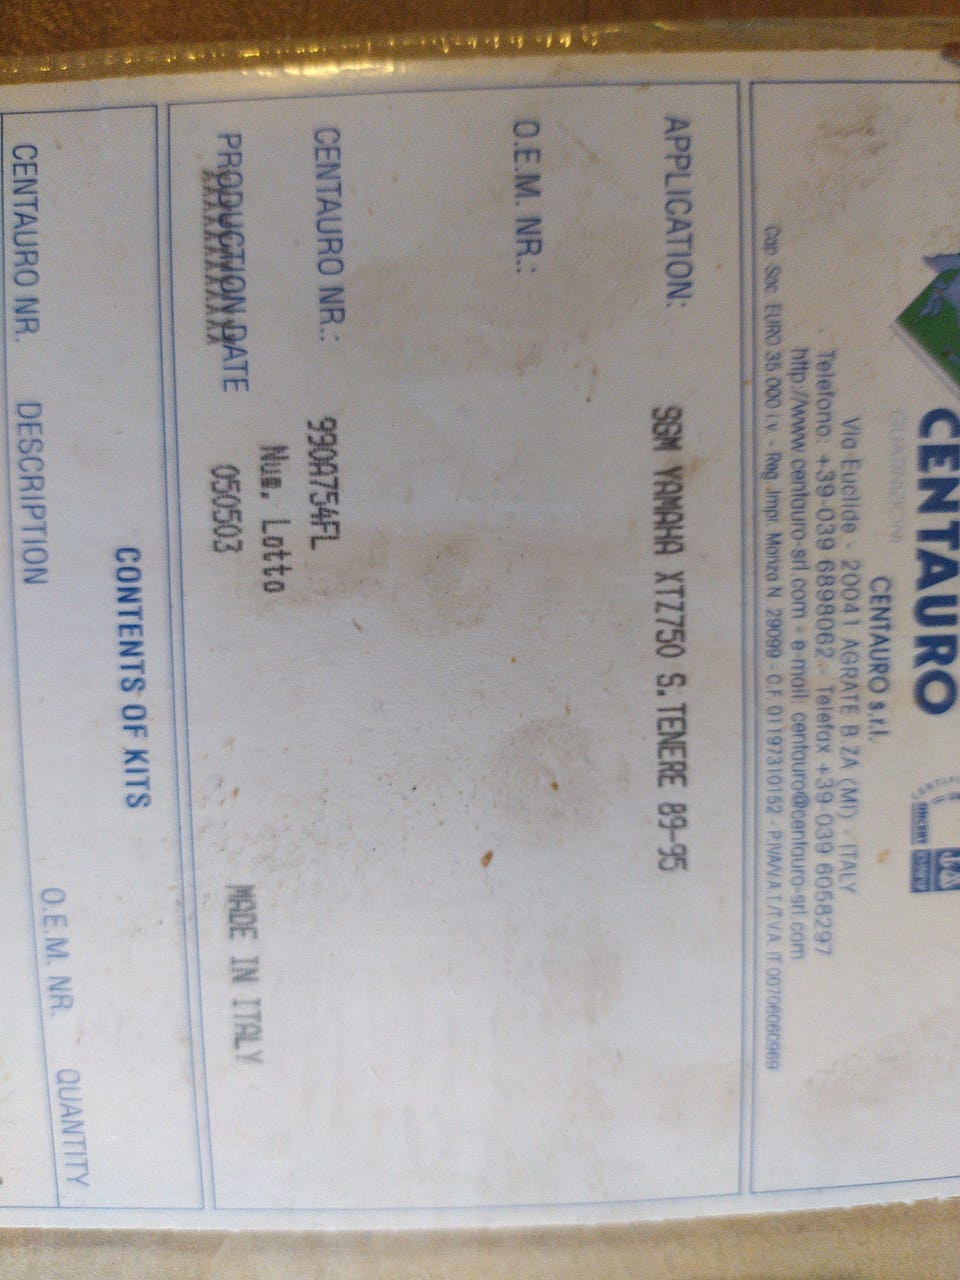 CENTAURO
CENTAURO s.r.l.
Via Euclide - 20041 AGRATE B.ZA (MI) - ITALY
Telefono: +39-039 6898062 - Telefax +39-039 6058297
http://www.centauro-srl.com - e-mail: centauro@centauro-srl.com
Cap. Soc. EURO 35.000 i.v. - Reg. Impr. Monza N. 29099 - C.F. 01197310152 - P.IVA/V.A.T./T.V.A. IT 00706060969
APPLICATION: SGM YAMAHA XTZ750 S.TENERE 89-95
O.E.M. NR.:
CENTAURO NR.: 990A754FL
Num. Lotto
PRODUCTION DATE 050503 MADE IN ITALY
XXXXXXXXXXX
CONTENTS OF KITS
CENTAURO NR. DESCRIPTION O.E.M. NR. QUANTITY